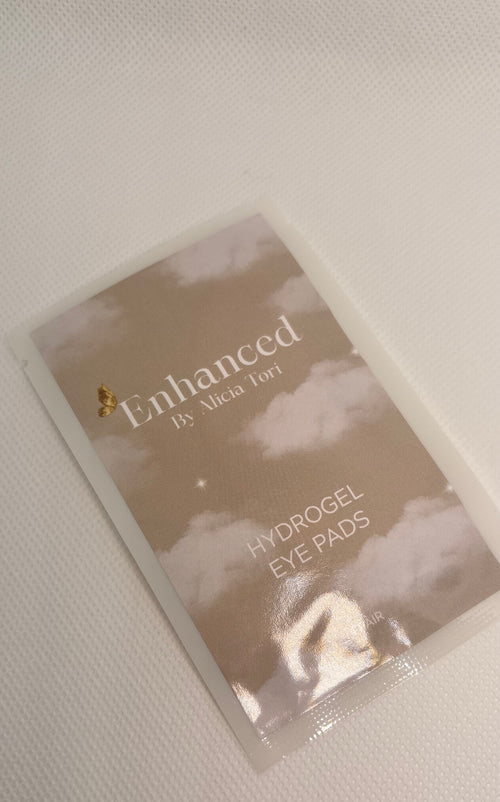 Enhanced
By Alicia Tori
HYDROGEL
EYE PADS